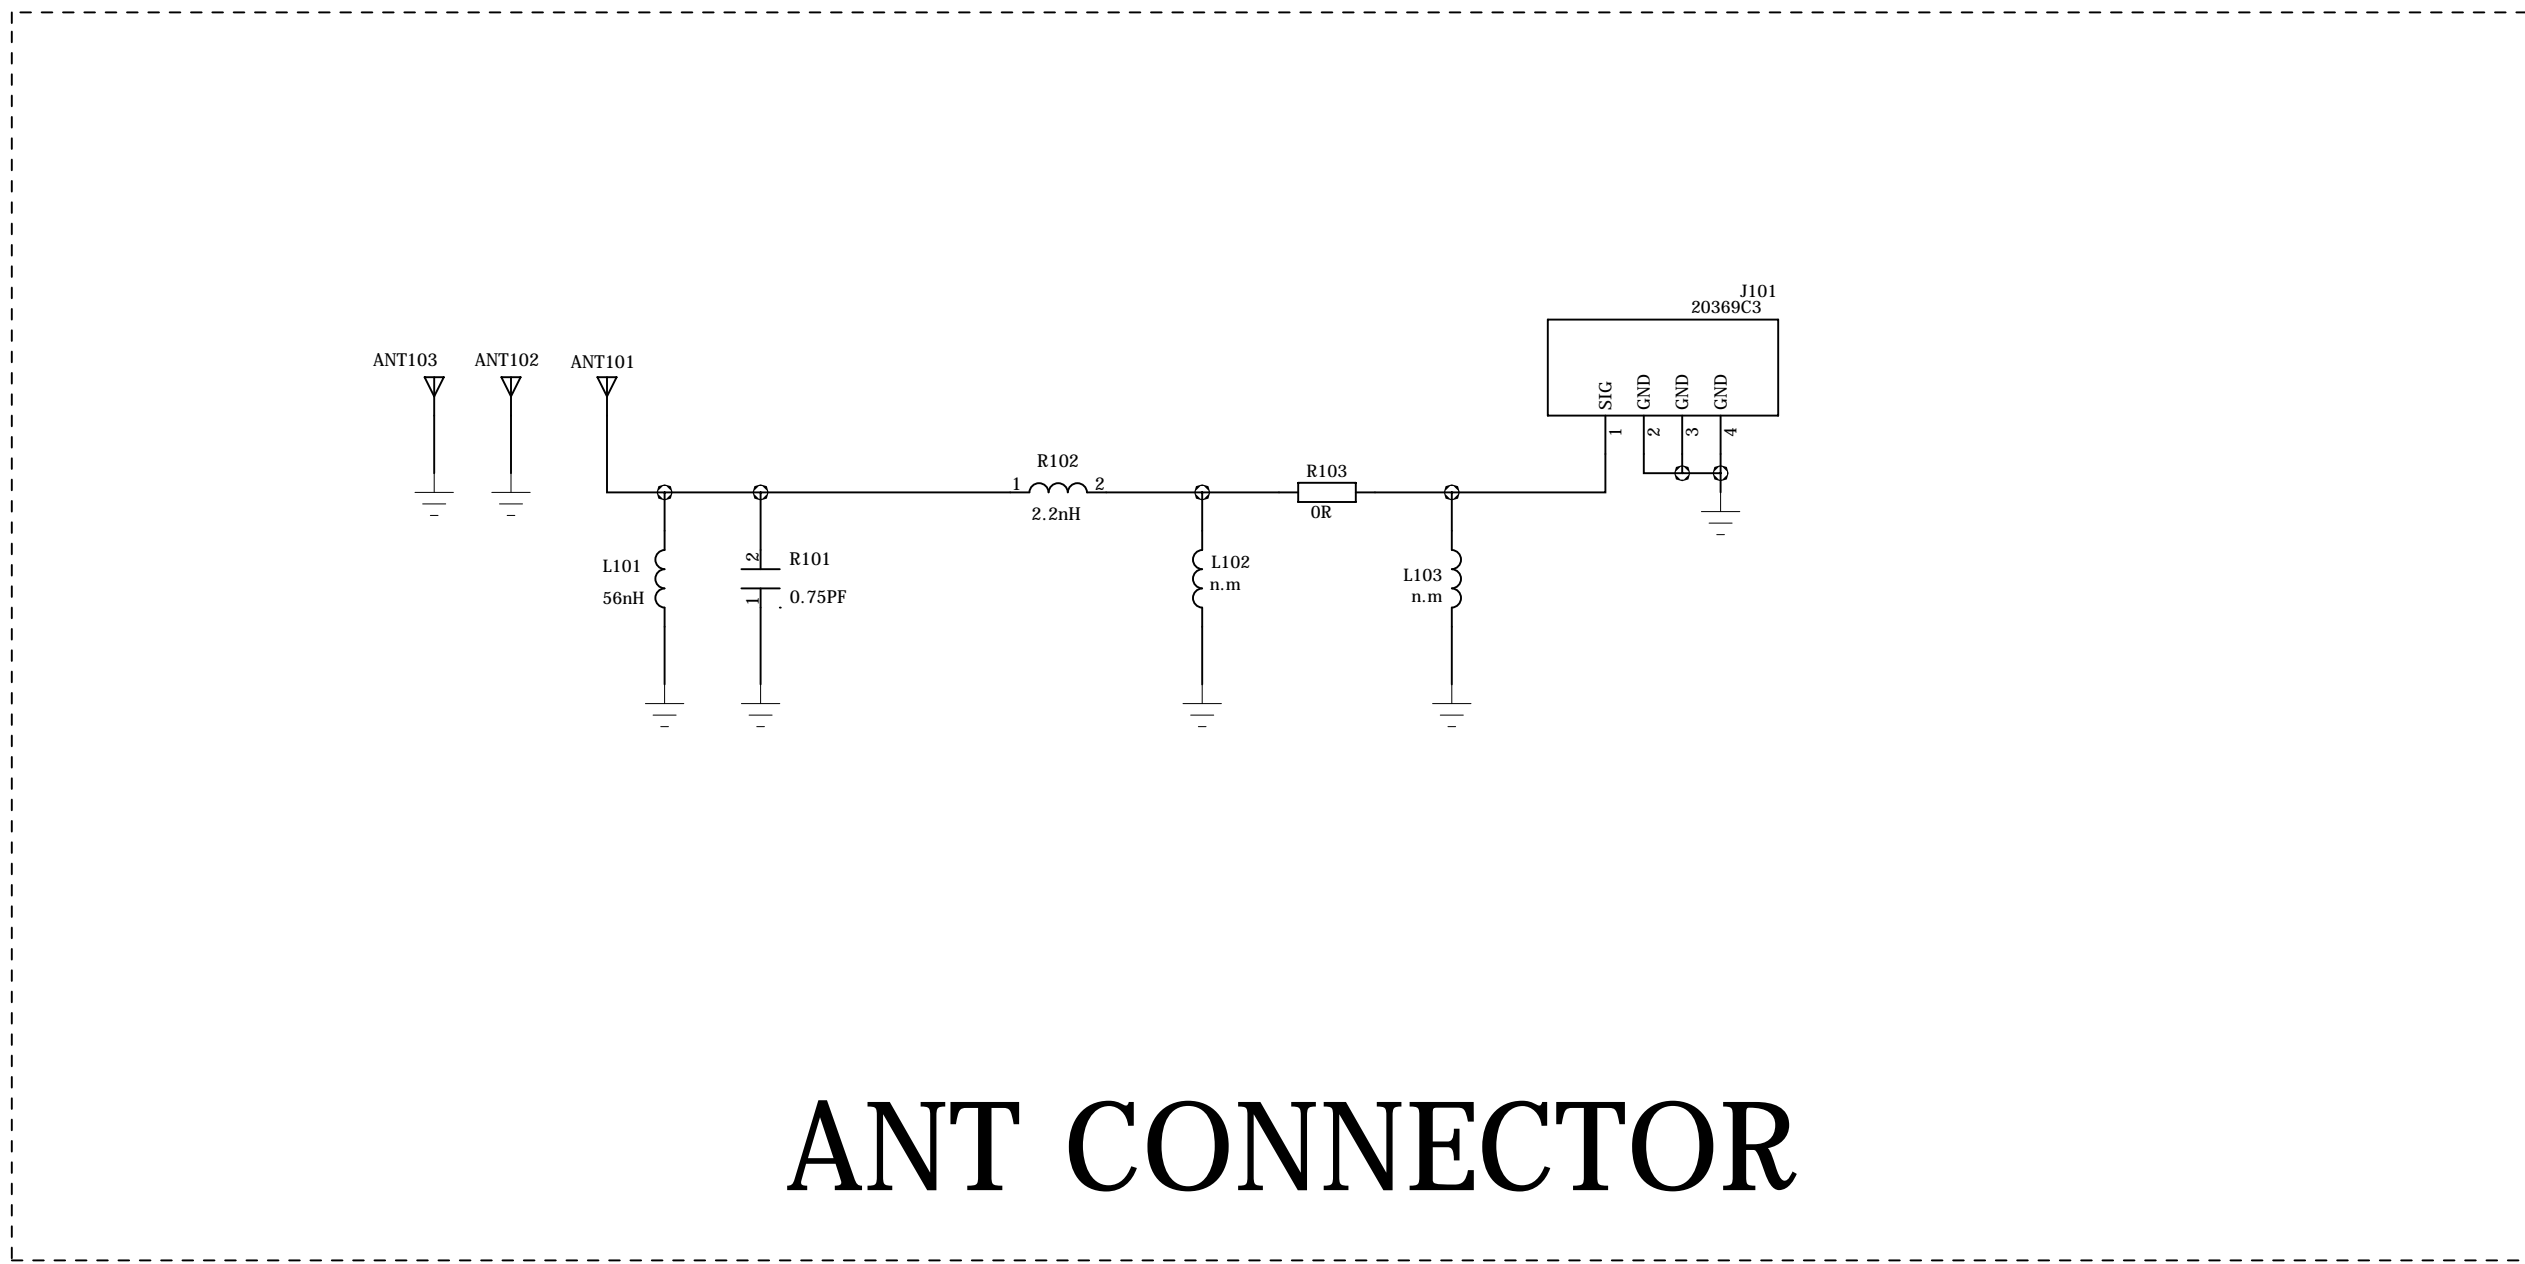 J101
20369C3
ANT103 ANT102 ANT101
SIG GND GND GND
1 2 3 4
R102
1 2
2.2nH
R103
0R
L101
56nH
2 R101
1 0.75PF
L102
n.m
L103
n.m
ANT CONNECTOR